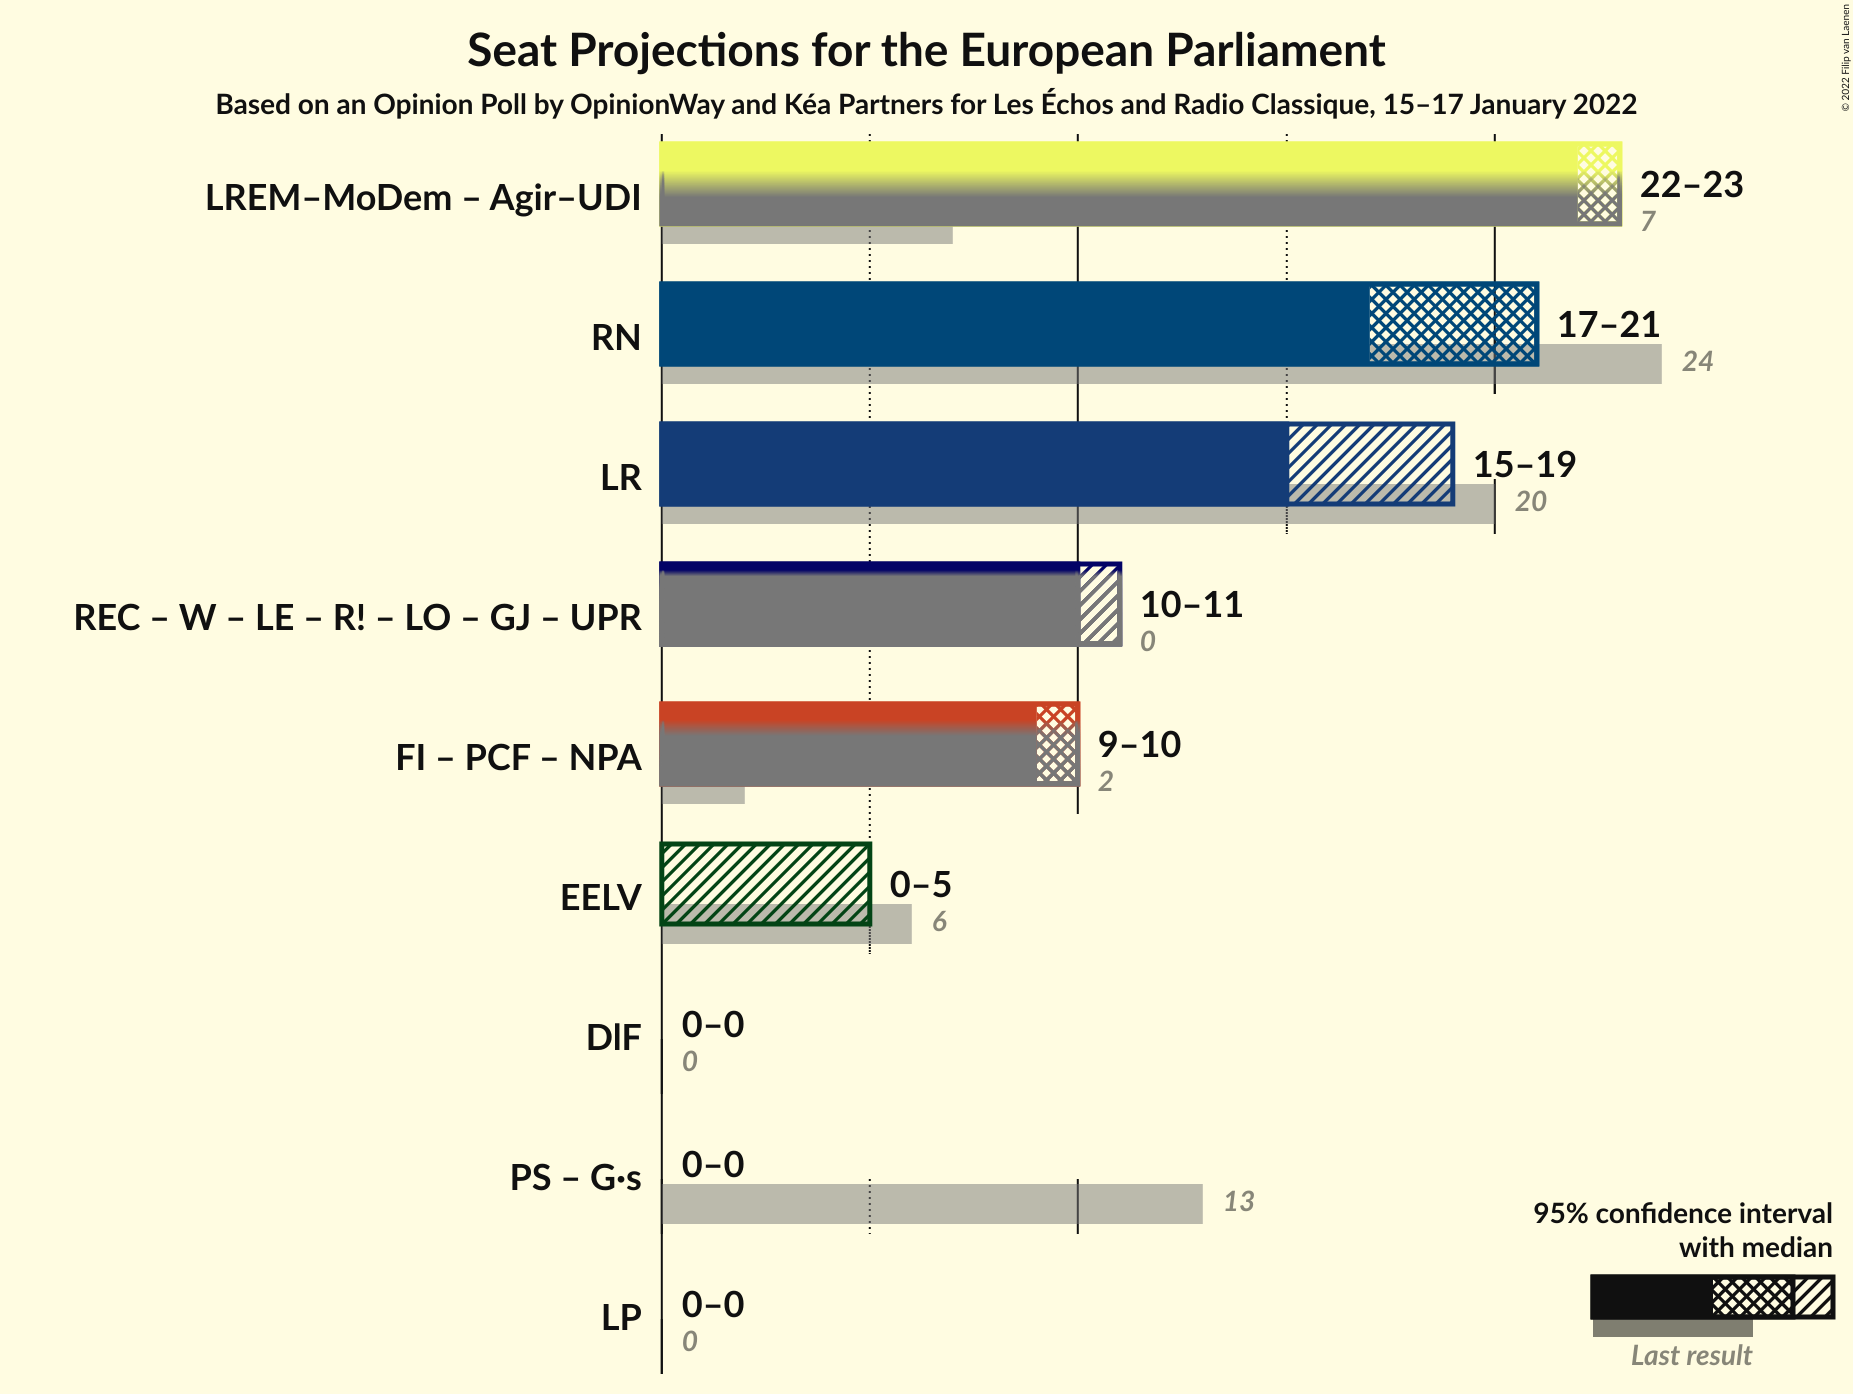 Seat Projections for the European Parliament
Based on an Opinion Poll by OpinionWay and Kéa Partners for Les Échos and Radio Classique, 15–17 January 2022
© 2022 Filip van Laenen
LREM–MoDem – Agir–UDI
22–23
7
RN
17–21
24
LR
15–19
20
REC – W – LE – R! – LO – GJ – UPR
10–11
0
FI – PCF – NPA
9–10
2
EELV
0–5
6
DlF
0–0
0
PS – G·s
0–0
13
LP
0–0
0
95% confidence interval
with median
Last result